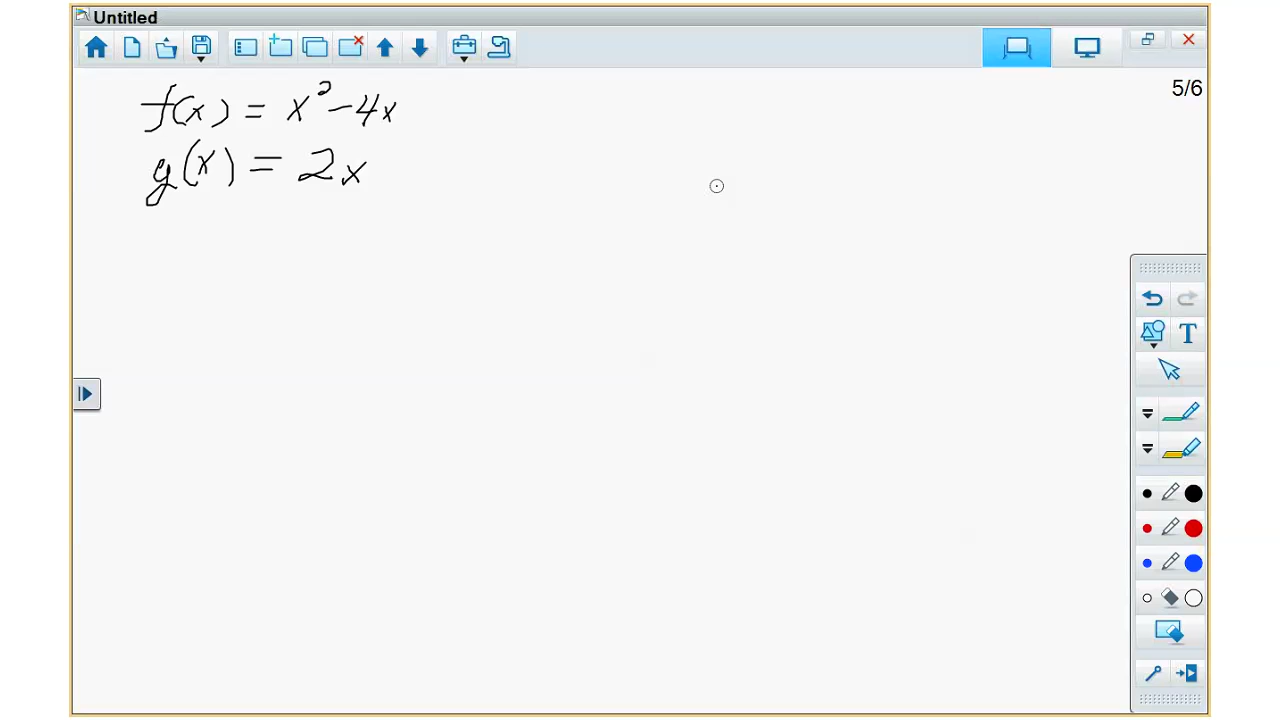 Untitled
5/6
f(x) = x² - 4x
g(x) = 2x
T